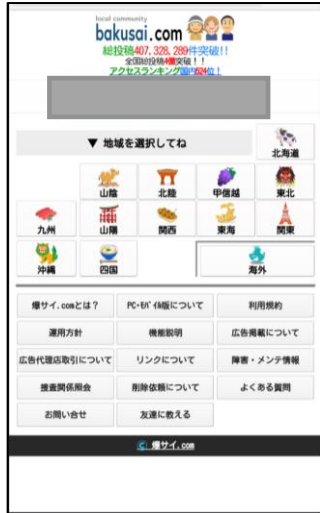 local community
bakusai.com
総投稿407,328,289件突破!!
全国総投稿4億突破！！
アクセスランキング国内524位！
▼ 地域を選択してね
北海道
山陰 北陸 甲信越 東北
九州 山陽 関西 東海 関東
沖縄 四国 海外
爆サイ.comとは？ PC・ﾓﾊﾞｲﾙ版について 利用規約
運用方針 機能説明 広告掲載について
広告代理店取引について リンクについて 障害・メンテ情報
捜査関係照会 削除依頼について よくある質問
お問い合せ 友達に教える
C 爆サイ.com